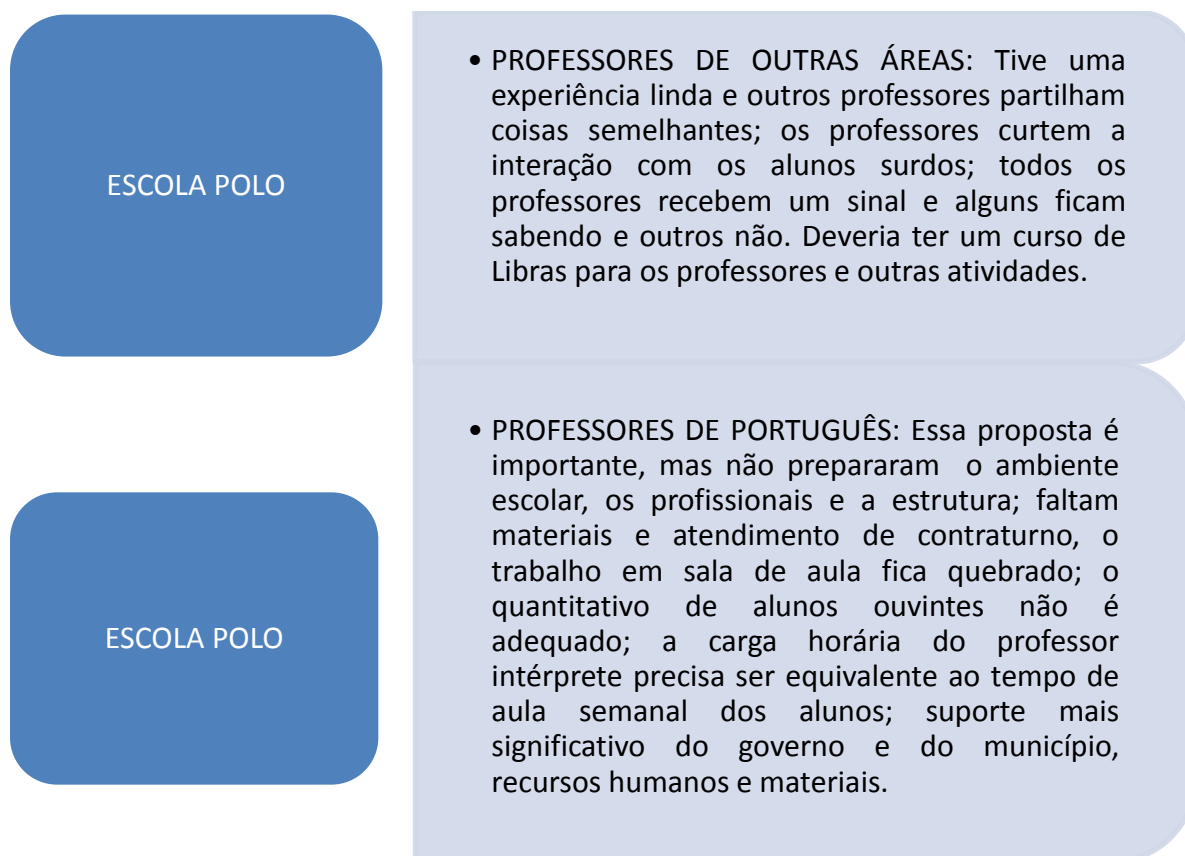 ESCOLA POLO
• PROFESSORES DE OUTRAS ÁREAS: Tive uma
experiência linda e outros professores partilham
coisas semelhantes; os professores curtem a
interação com os alunos surdos; todos os
professores recebem um sinal e alguns ficam
sabendo e outros não. Deveria ter um curso de
Libras para os professores e outras atividades.
ESCOLA POLO
• PROFESSORES DE PORTUGUÊS: Essa proposta é
importante, mas não prepararam o ambiente
escolar, os profissionais e a estrutura; faltam
materiais e atendimento de contraturno, o
trabalho em sala de aula fica quebrado; o
quantitativo de alunos ouvintes não é
adequado; a carga horária do professor
intérprete precisa ser equivalente ao tempo de
aula semanal dos alunos; suporte mais
significativo do governo e do município,
recursos humanos e materiais.